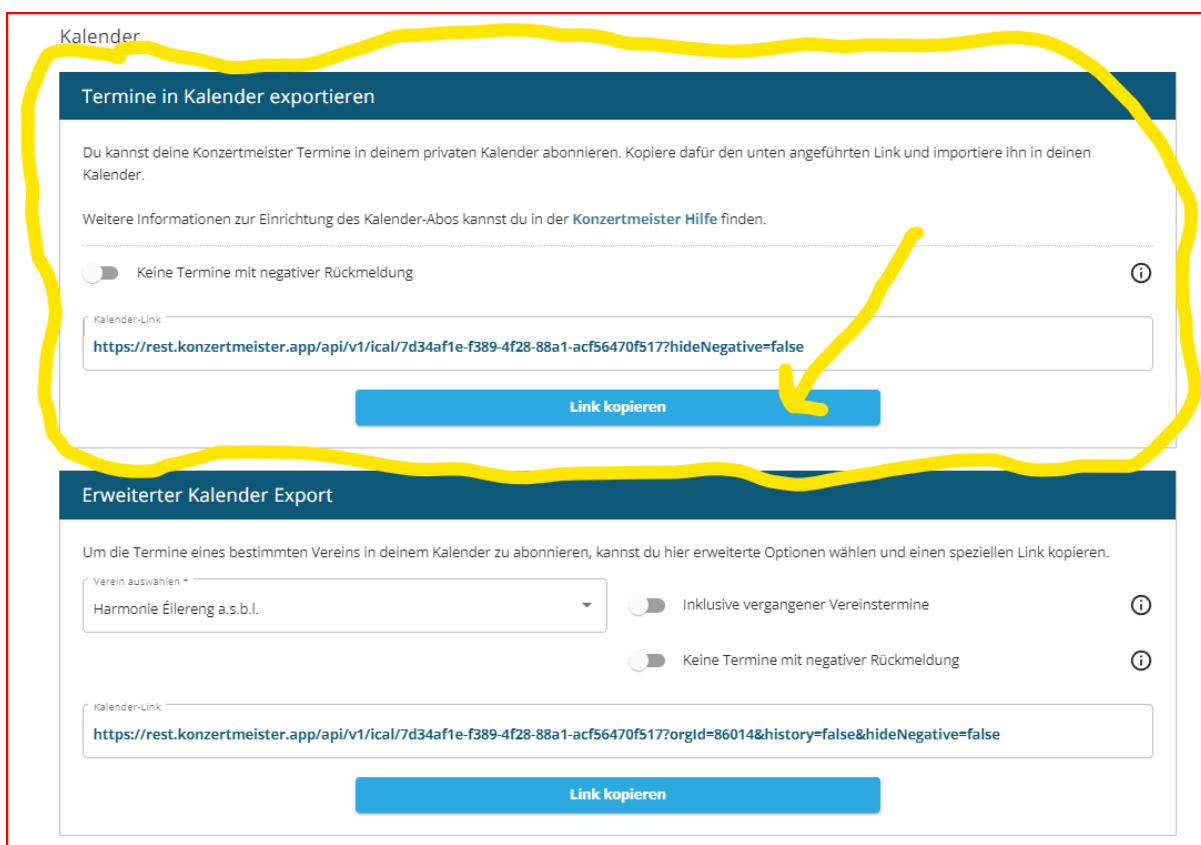 Kalender
Termine in Kalender exportieren
Du kannst deine Konzertmeister Termine in deinem privaten Kalender abonnieren. Kopiere dafür den unten angeführten Link und importiere ihn in deinen
Kalender.
Weitere Informationen zur Einrichtung des Kalender-Abos kannst du in der Konzertmeister Hilfe finden.
Keine Termine mit negativer Rückmeldung
Kalender-Link
https://rest.konzertmeister.app/api/v1/ical/7d34af1e-f389-4f28-88a1-acf56470f517?hideNegative=false
Link kopieren
Erweiterter Kalender Export
Um die Termine eines bestimmten Vereins in deinem Kalender zu abonnieren, kannst du hier erweiterte Optionen wählen und einen speziellen Link kopieren.
Verein auswählen *
Harmonie Éilereng a.s.b.l.
Inklusive vergangener Vereinstermine
Keine Termine mit negativer Rückmeldung
Kalender-Link
https://rest.konzertmeister.app/api/v1/ical/7d34af1e-f389-4f28-88a1-acf56470f517?orgId=86014&history=false&hideNegative=false
Link kopieren